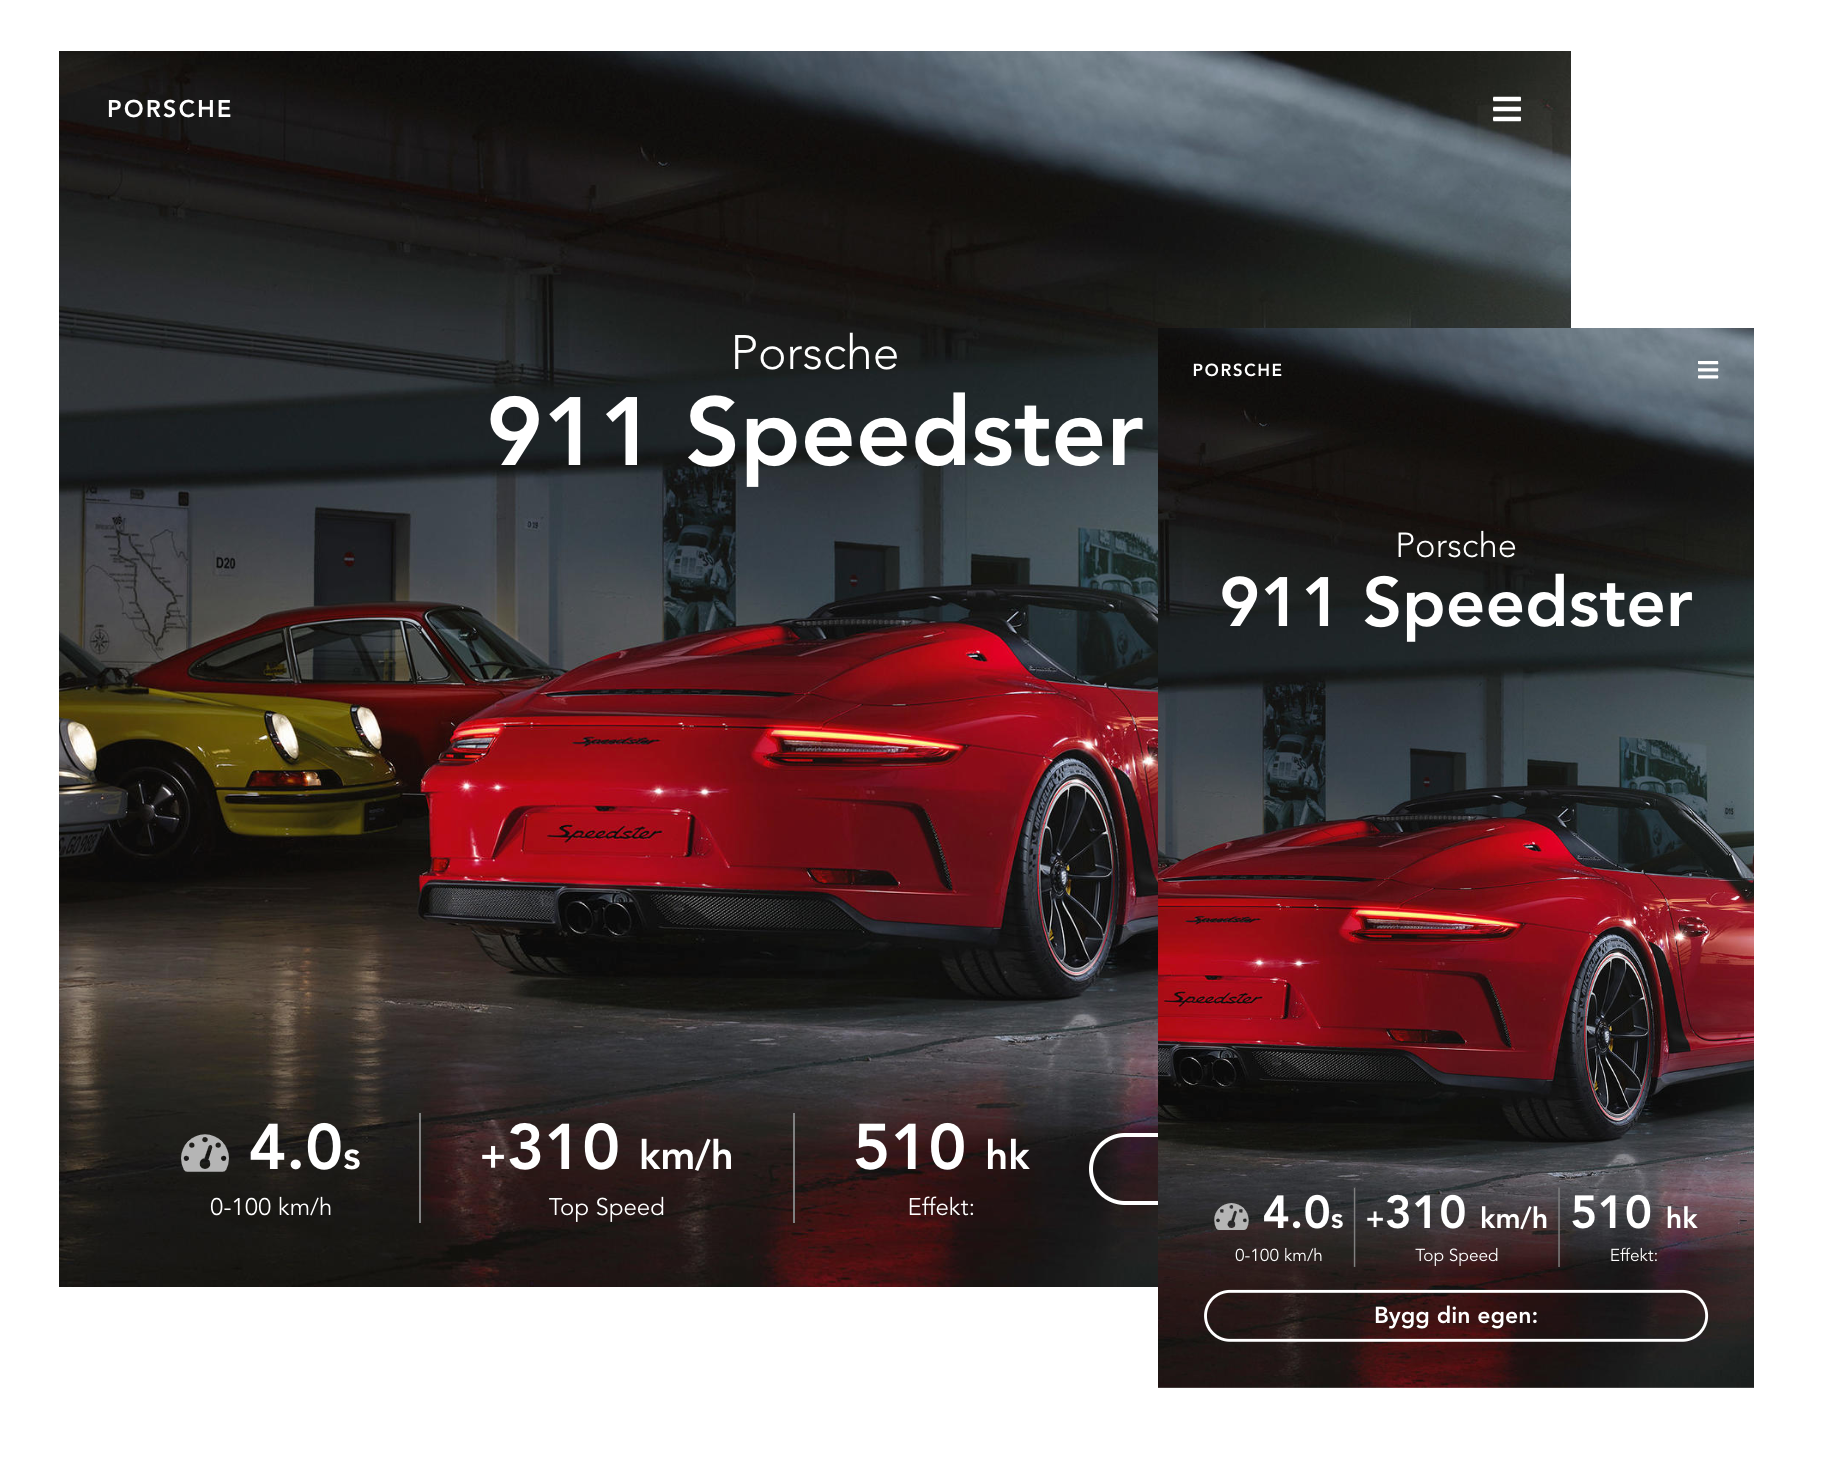 PORSCHE
Porsche
911 Speedster
D20
Speedster
Speedster
4.0s
0-100 km/h
+310 km/h
Top Speed
510 hk
Effekt:
PORSCHE
Porsche
911 Speedster
Speedster
Speedster
4.0s
0-100 km/h
+310 km/h
Top Speed
510 hk
Effekt:
Bygg din egen: